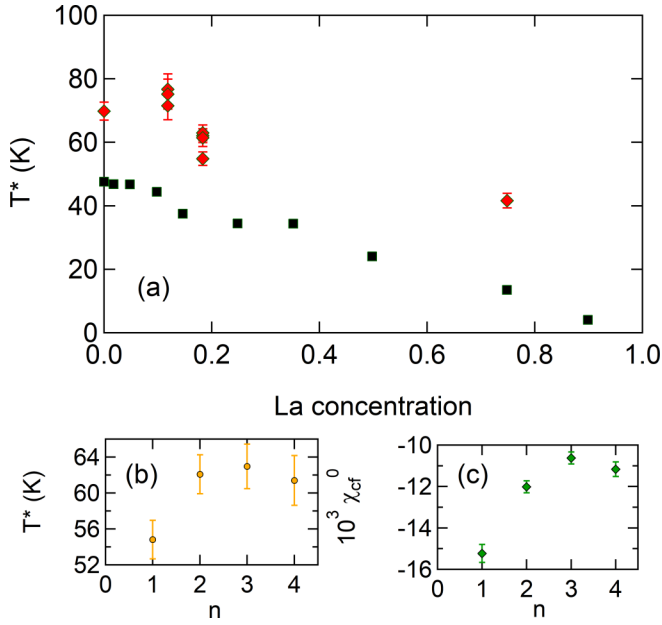 100
80
60
40
20
0
T* (K)
(a)
0.0 0.2 0.4 0.6 0.8 1.0
La concentration
64
60
56
52
T* (K)
(b)
0 1 2 3 4
n
10³ χcf⁰
-10
-12
-14
-16
(c)
0 1 2 3 4
n